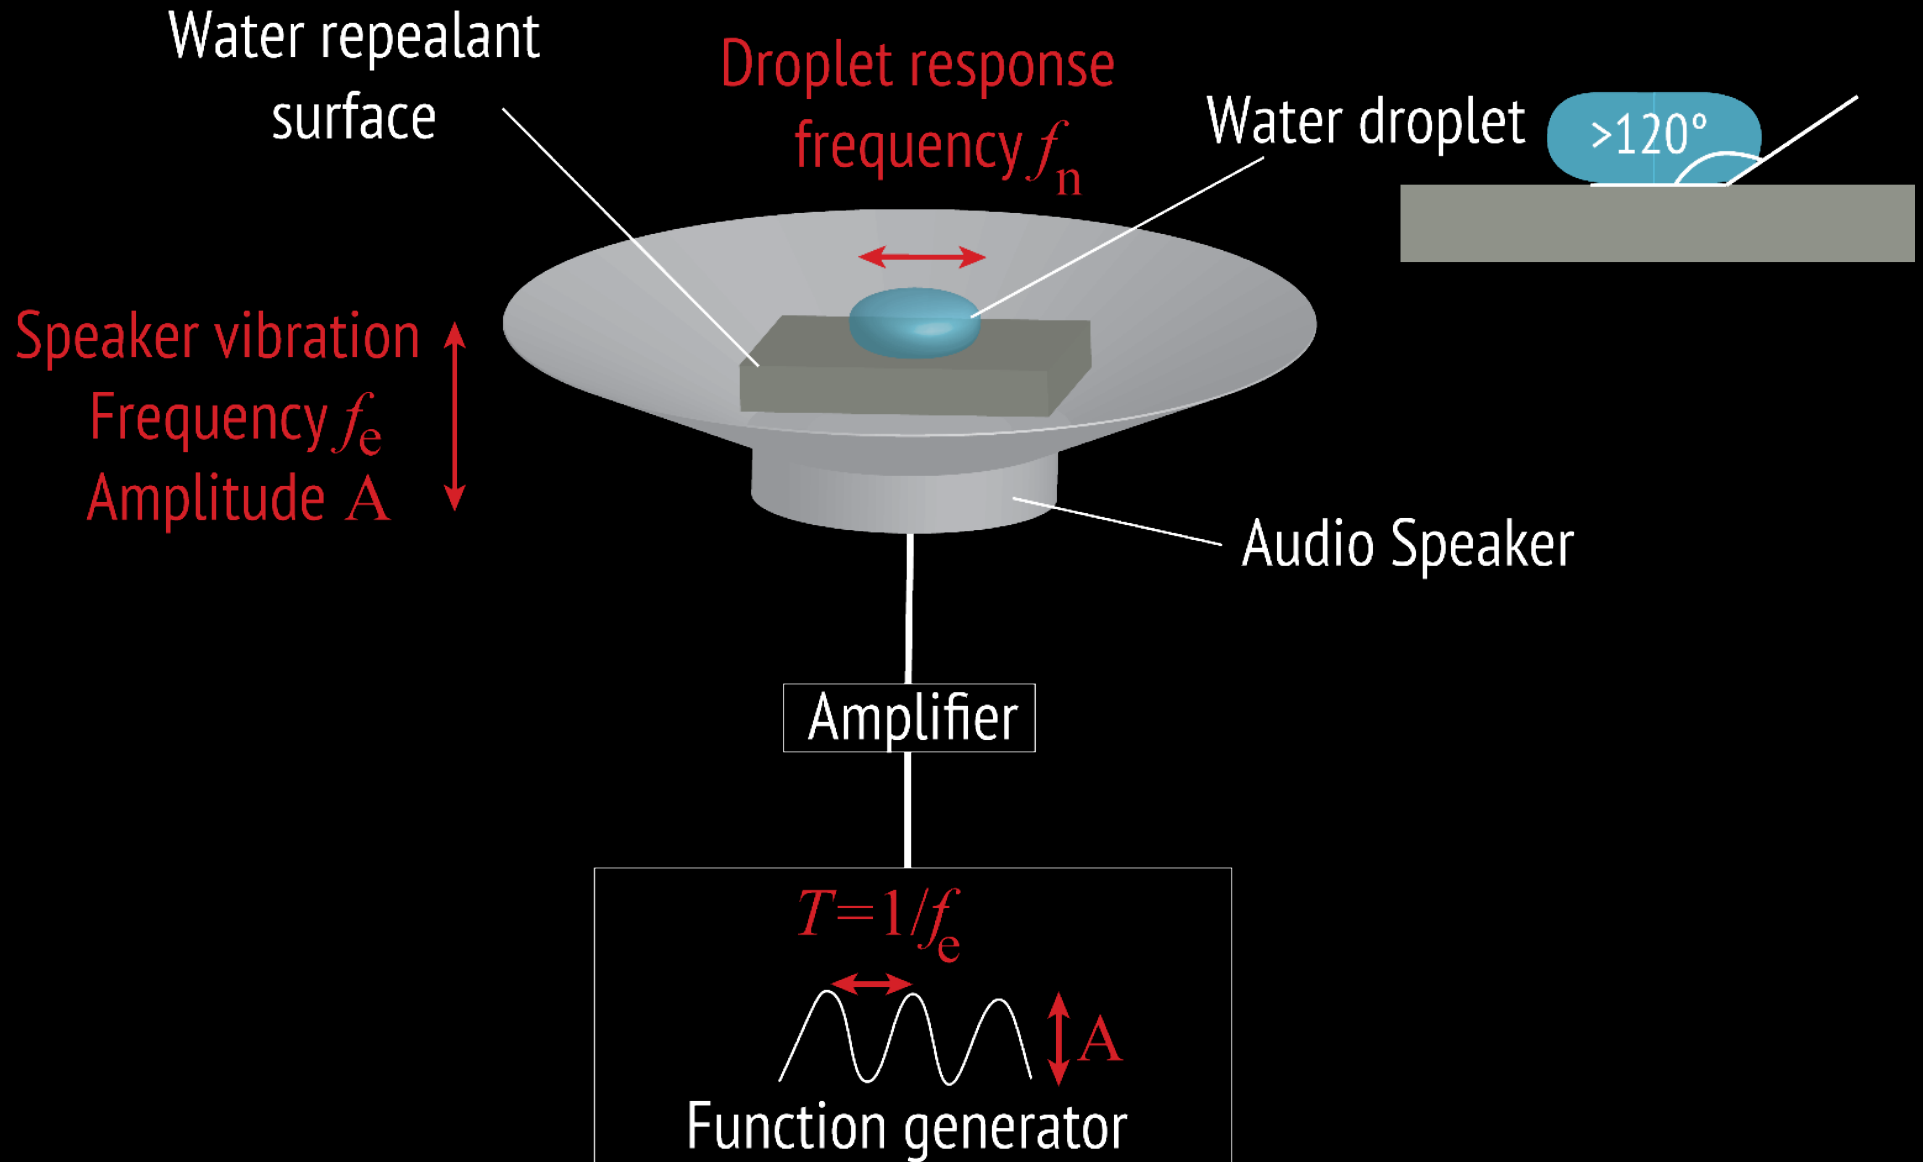 Water repealant
surface
Droplet response
frequency fn
Water droplet
>120°
Speaker vibration
Frequency fe
Amplitude A
Audio Speaker
Amplifier
T=1/fe
A
Function generator